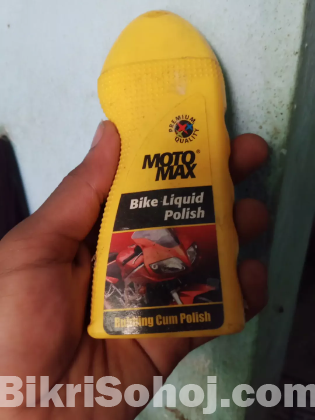 PREMIUM
QUALITY
MOTO
MAX®
Bike Liquid
Polish
Rubbing Cum Polish
BikriSohoj.com